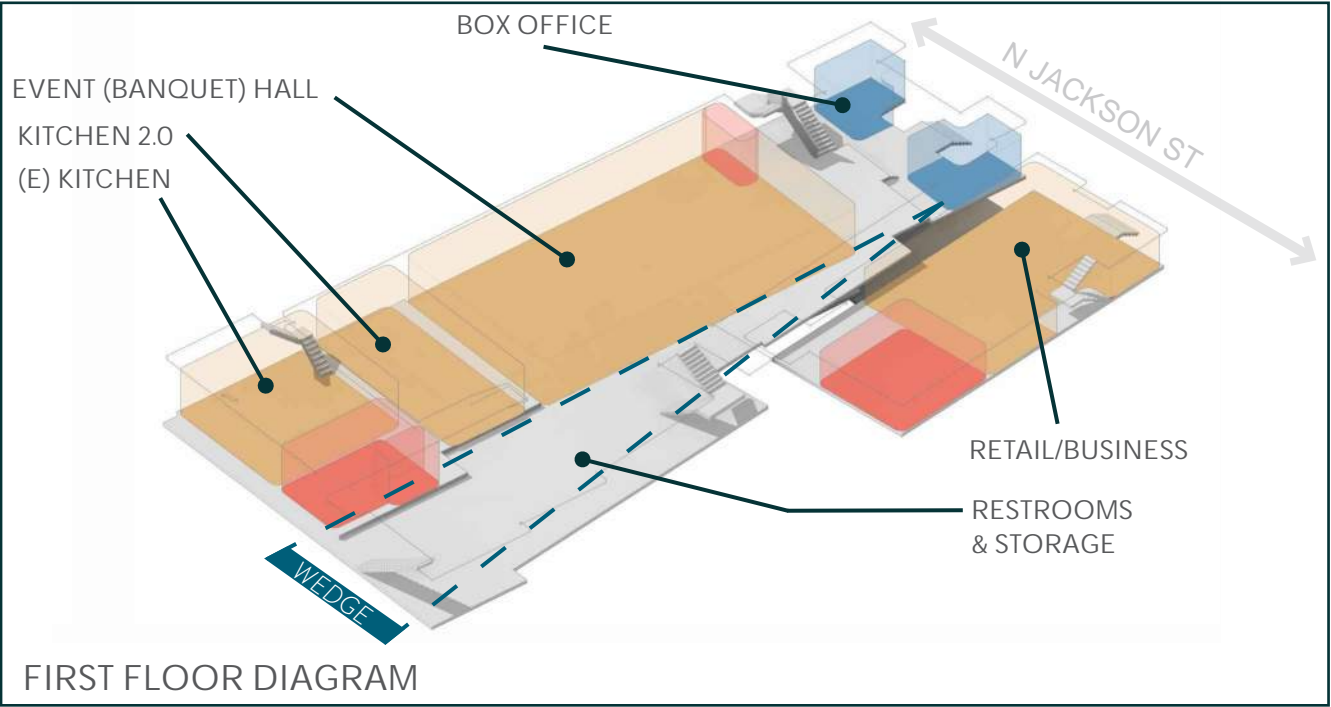 BOX OFFICE
N JACKSON ST
EVENT (BANQUET) HALL
KITCHEN 2.0
(E) KITCHEN
RETAIL/BUSINESS
RESTROOMS
& STORAGE
WEDGE
FIRST FLOOR DIAGRAM